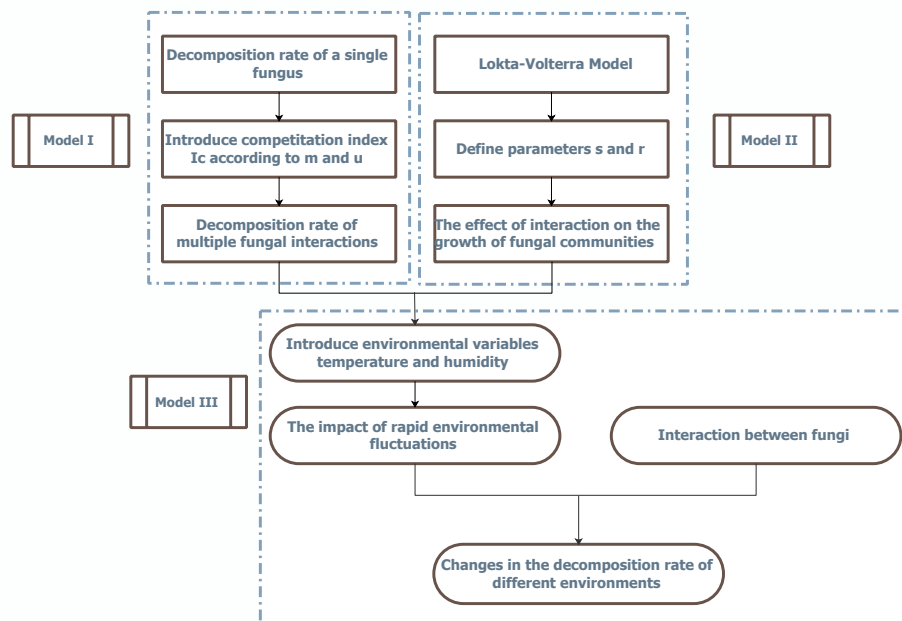 Decomposition rate of a single
fungus
Lokta-Volterra Model
Model I
Introduce competitation index
Ic according to m and u
Define parameters s and r
Model II
Decomposition rate of
multiple fungal interactions
The effect of interaction on the
growth of fungal communities
Introduce environmental variables
temperature and humidity
Model III
The impact of rapid environmental
fluctuations
Interaction between fungi
Changes in the decomposition rate of
different environments